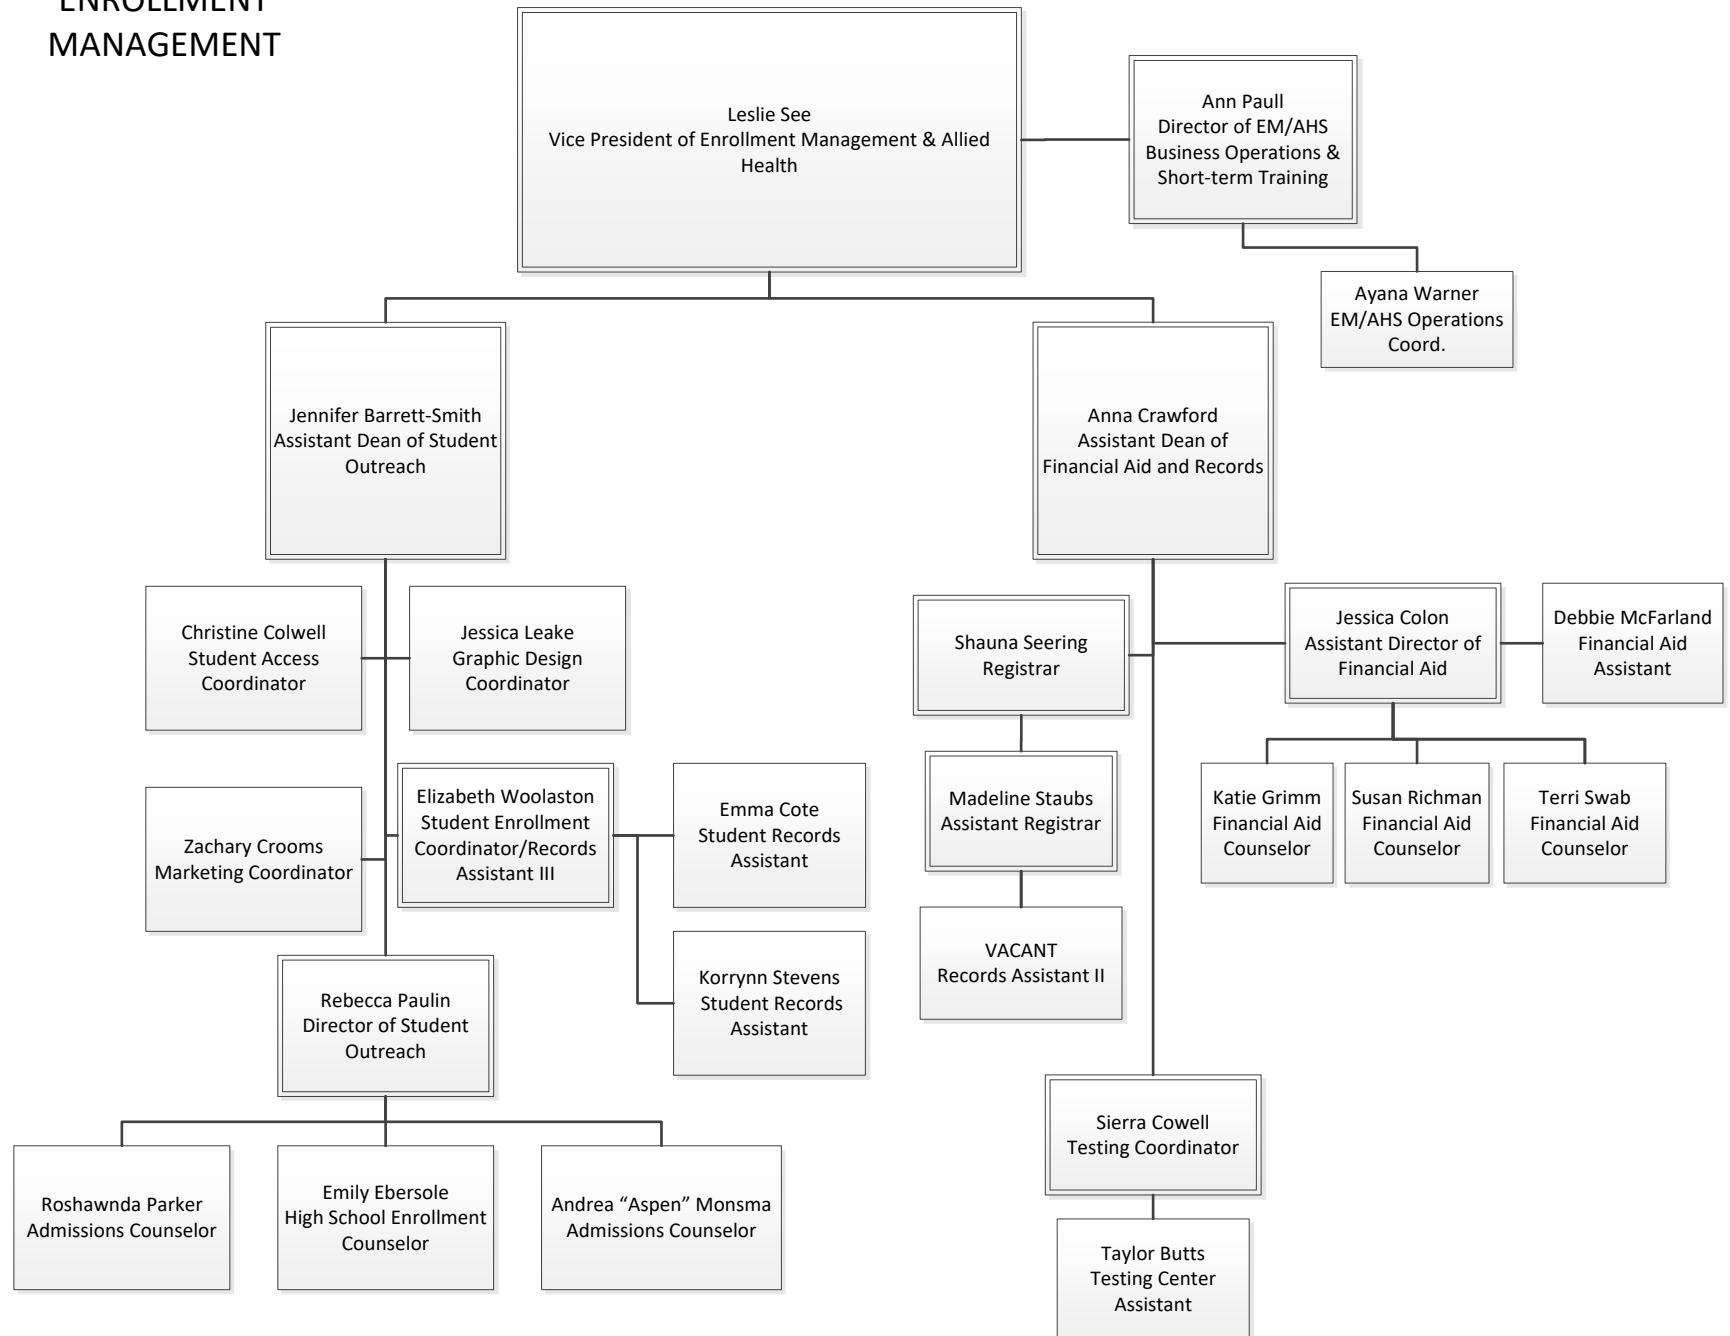 ENROLLMENT
MANAGEMENT
Leslie See
Vice President of Enrollment Management & Allied
Health
Ann Paull
Director of EM/AHS
Business Operations &
Short-term Training
Ayana Warner
EM/AHS Operations
Coord.
Jennifer Barrett-Smith
Assistant Dean of Student
Outreach
Anna Crawford
Assistant Dean of
Financial Aid and Records
Christine Colwell
Student Access
Coordinator
Jessica Leake
Graphic Design
Coordinator
Shauna Seering
Registrar
Jessica Colon
Assistant Director of
Financial Aid
Debbie McFarland
Financial Aid
Assistant
Zachary Crooms
Marketing Coordinator
Elizabeth Woolaston
Student Enrollment
Coordinator/Records
Assistant III
Emma Cote
Student Records
Assistant
Madeline Staubs
Assistant Registrar
Katie Grimm
Financial Aid
Counselor
Susan Richman
Financial Aid
Counselor
Terri Swab
Financial Aid
Counselor
Korrynn Stevens
Student Records
Assistant
VACANT
Records Assistant II
Rebecca Paulin
Director of Student
Outreach
Sierra Cowell
Testing Coordinator
Roshawnda Parker
Admissions Counselor
Emily Ebersole
High School Enrollment
Counselor
Andrea “Aspen” Monsma
Admissions Counselor
Taylor Butts
Testing Center
Assistant